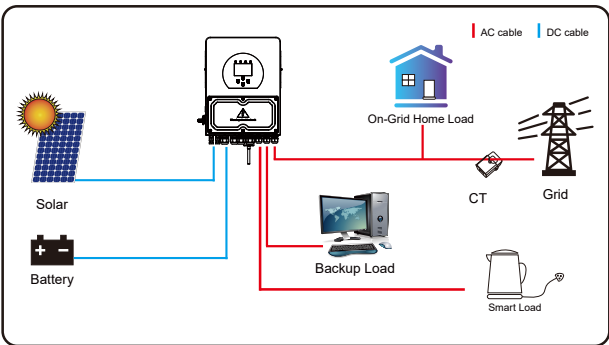 AC cable
DC cable
On-Grid Home Load
CT
Grid
Solar
Backup Load
Battery
Smart Load